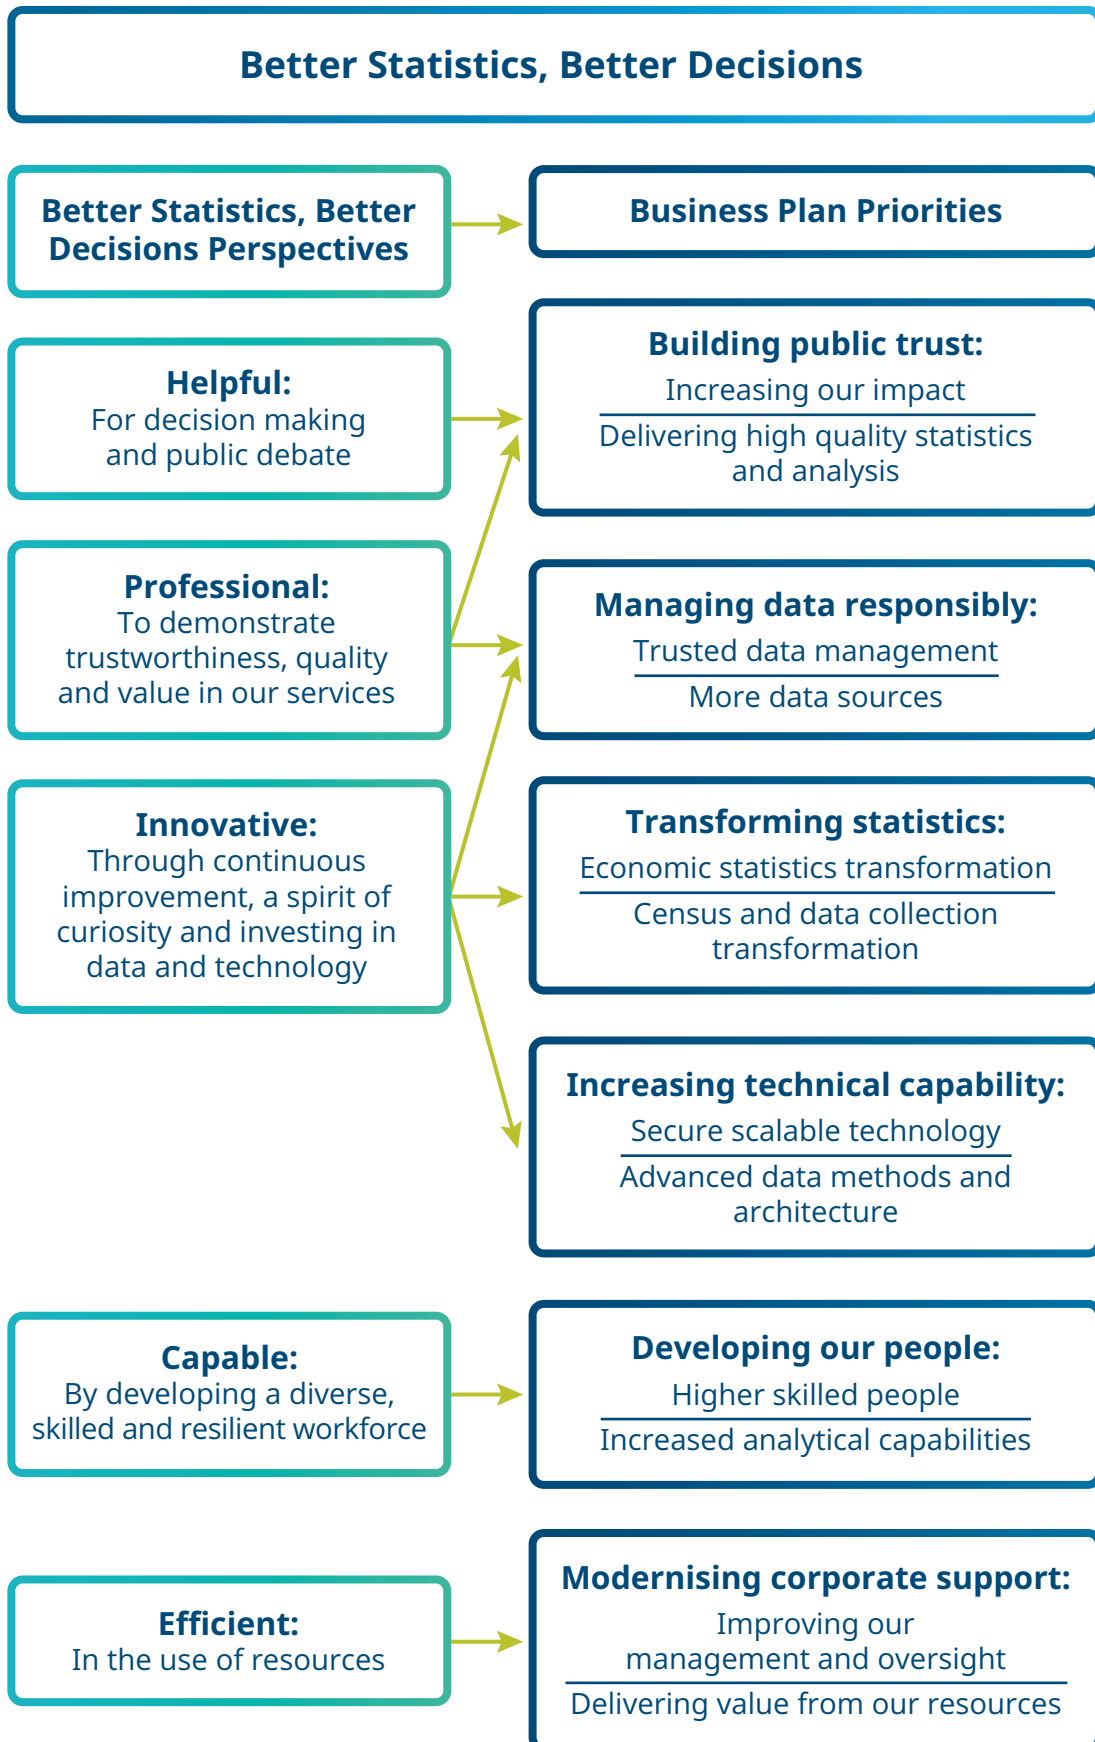 Better Statistics, Better Decisions
Better Statistics, Better
Decisions Perspectives
Business Plan Priorities
Helpful:
For decision making
and public debate
Building public trust:
Increasing our impact
Delivering high quality statistics
and analysis
Professional:
To demonstrate
trustworthiness, quality
and value in our services
Managing data responsibly:
Trusted data management
More data sources
Innovative:
Through continuous
improvement, a spirit of
curiosity and investing in
data and technology
Transforming statistics:
Economic statistics transformation
Census and data collection
transformation
Increasing technical capability:
Secure scalable technology
Advanced data methods and
architecture
Capable:
By developing a diverse,
skilled and resilient workforce
Developing our people:
Higher skilled people
Increased analytical capabilities
Efficient:
In the use of resources
Modernising corporate support:
Improving our
management and oversight
Delivering value from our resources